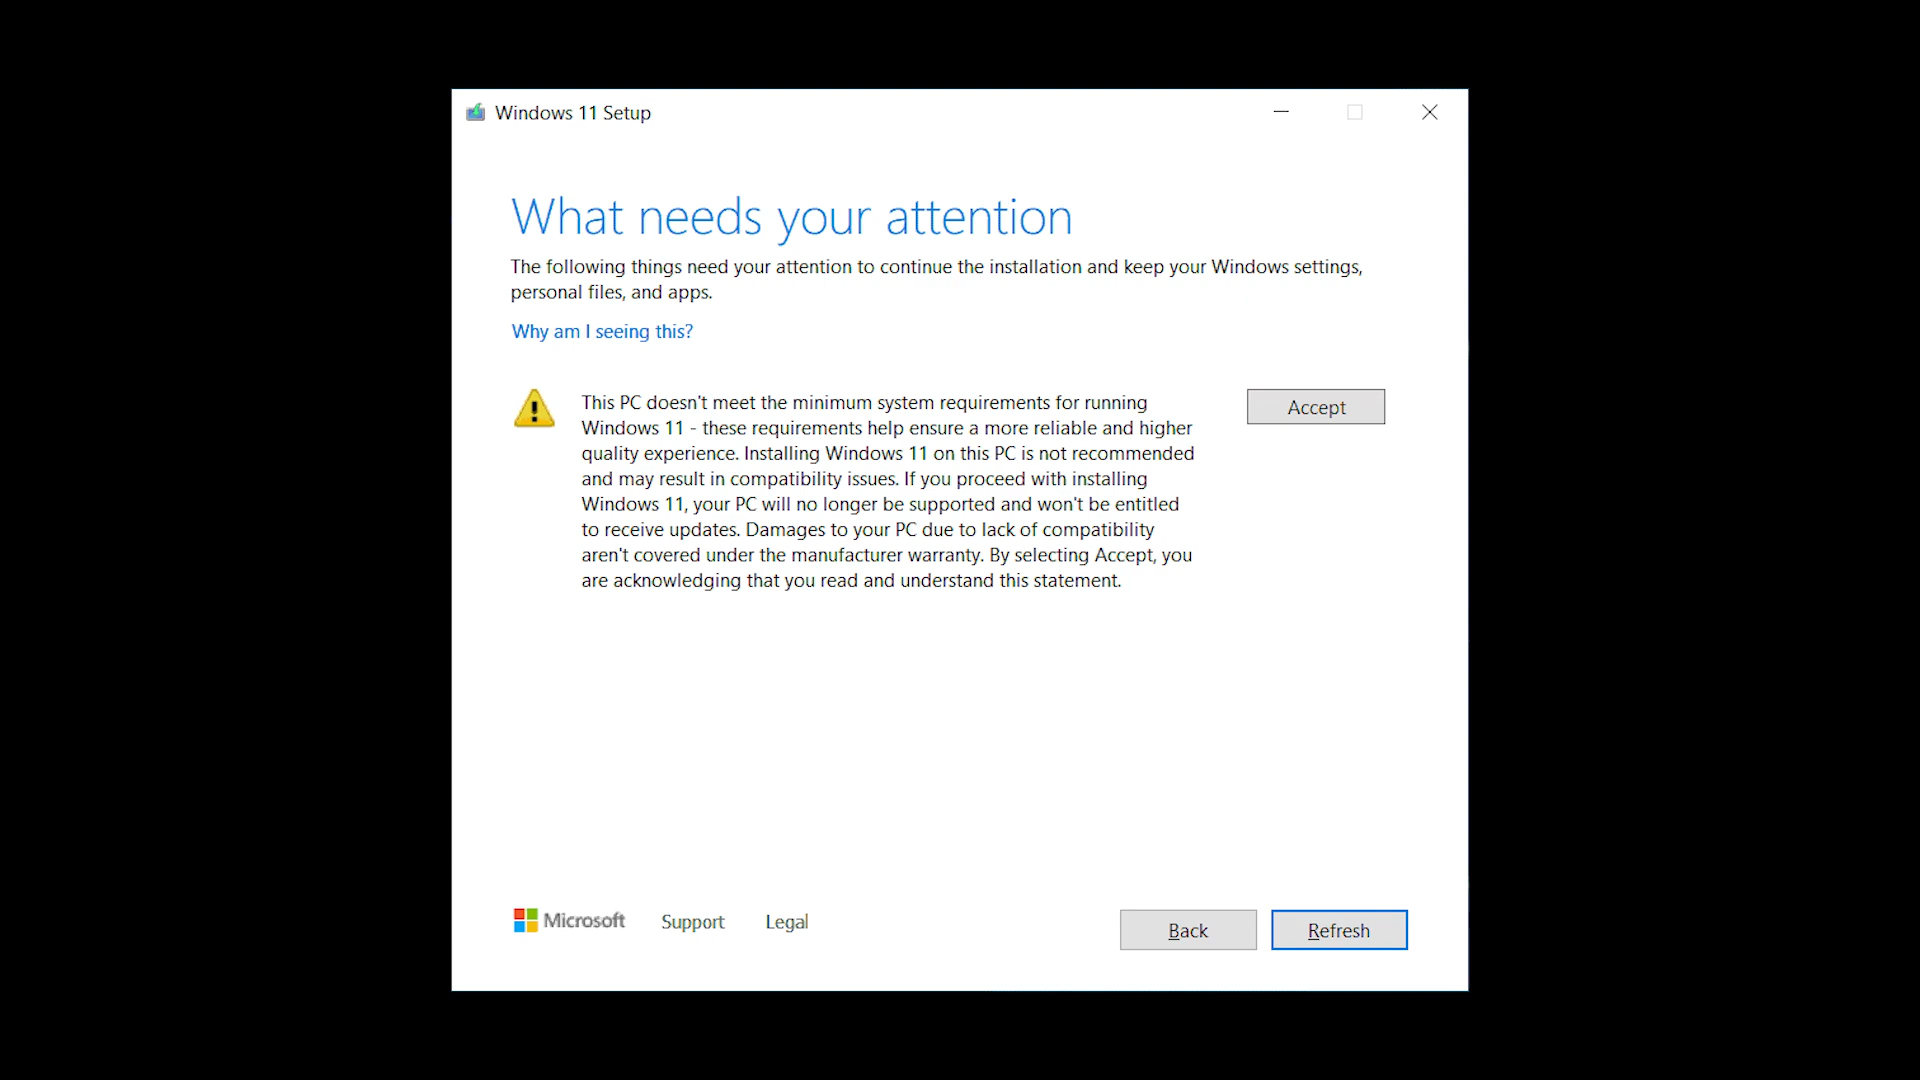 Windows 11 Setup
What needs your attention
The following things need your attention to continue the installation and keep your Windows settings,
personal files, and apps.
Why am I seeing this?
This PC doesn't meet the minimum system requirements for running
Windows 11 - these requirements help ensure a more reliable and higher
quality experience. Installing Windows 11 on this PC is not recommended
and may result in compatibility issues. If you proceed with installing
Windows 11, your PC will no longer be supported and won't be entitled
to receive updates. Damages to your PC due to lack of compatibility
aren't covered under the manufacturer warranty. By selecting Accept, you
are acknowledging that you read and understand this statement.
Accept
Microsoft
Support
Legal
Back
Refresh